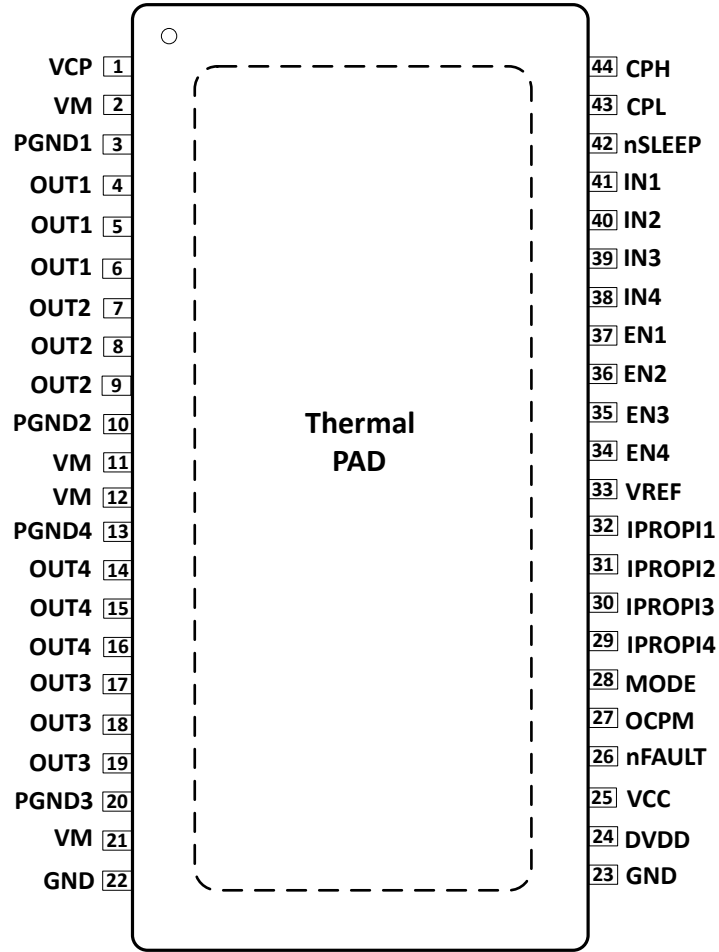 VCP 1
VM 2
PGND1 3
OUT1 4
OUT1 5
OUT1 6
OUT2 7
OUT2 8
OUT2 9
PGND2 10
VM 11
VM 12
PGND4 13
OUT4 14
OUT4 15
OUT4 16
OUT3 17
OUT3 18
OUT3 19
PGND3 20
VM 21
GND 22
Thermal
PAD
44 CPH
43 CPL
42 nSLEEP
41 IN1
40 IN2
39 IN3
38 IN4
37 EN1
36 EN2
35 EN3
34 EN4
33 VREF
32 IPROPI1
31 IPROPI2
30 IPROPI3
29 IPROPI4
28 MODE
27 OCPM
26 nFAULT
25 VCC
24 DVDD
23 GND